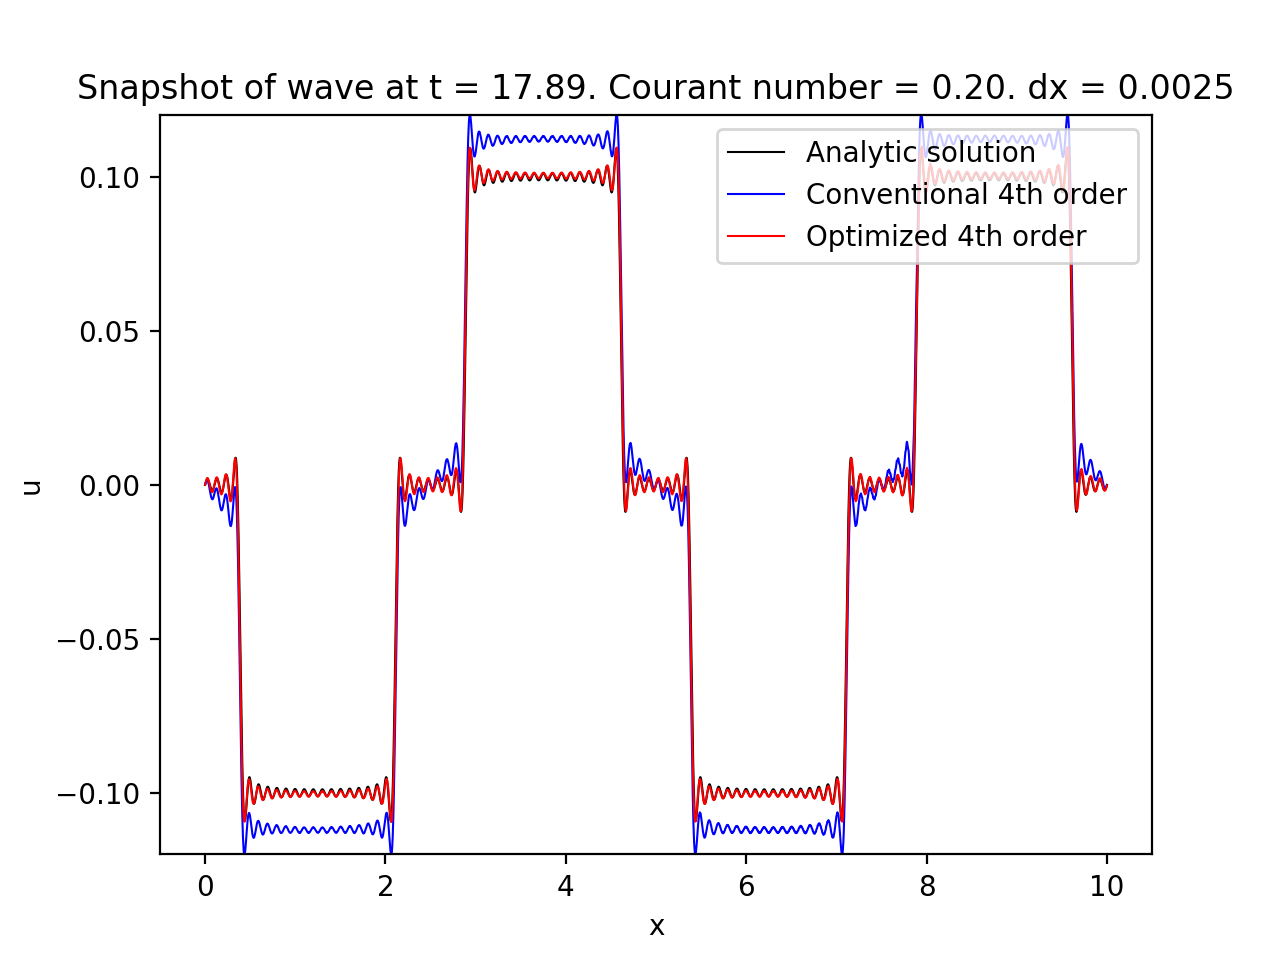 Snapshot of wave at t = 17.89. Courant number = 0.20. dx = 0.0025
Analytic solution
Conventional 4th order
Optimized 4th order
0.10
0.05
0.00
−0.05
−0.10
u
0 2 4 6 8 10
x